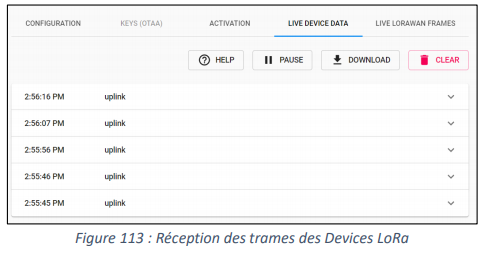 CONFIGURATION KEYS (OTAA) ACTIVATION LIVE DEVICE DATA LIVE LORAWAN FRAMES
HELP PAUSE DOWNLOAD CLEAR
2:56:16 PM uplink
2:56:07 PM uplink
2:55:56 PM uplink
2:55:46 PM uplink
2:55:45 PM uplink
Figure 113 : Réception des trames des Devices LoRa